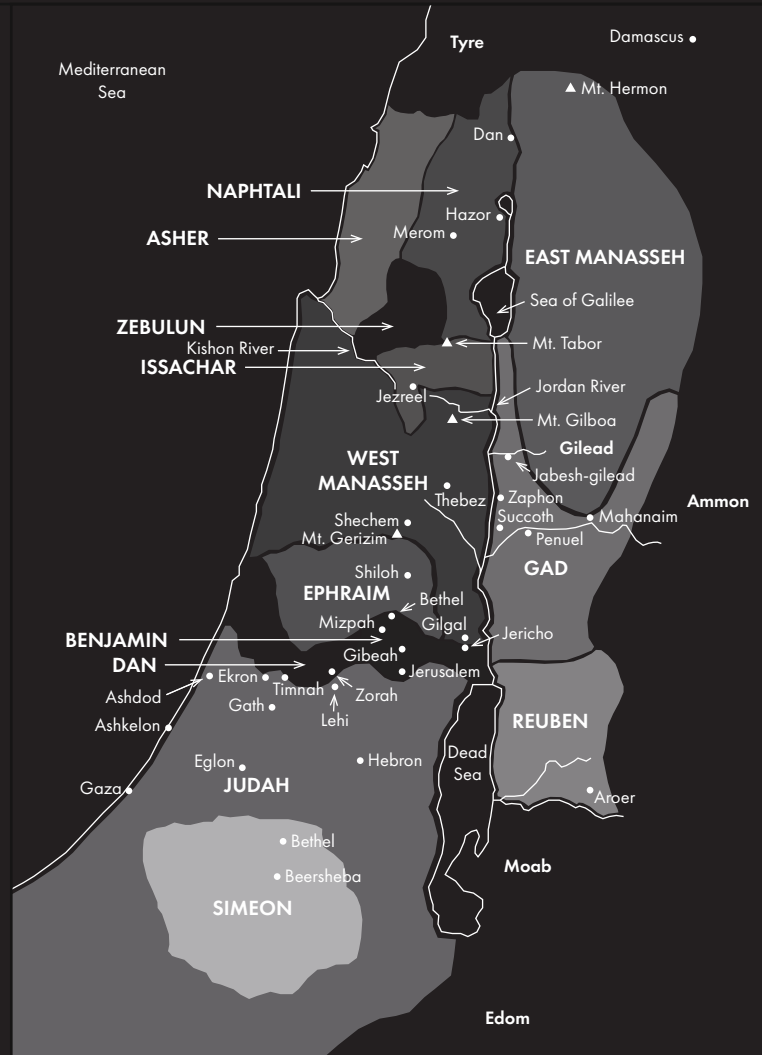 Tyre
Damascus
Mediterranean
Sea
Mt. Hermon
Dan
NAPHTALI
Hazor
Merom
ASHER
EAST MANASSEH
Sea of Galilee
ZEBULUN
Kishon River
Mt. Tabor
ISSACHAR
Jordan River
Jezreel
Mt. Gilboa
Gilead
WEST
MANASSEH
Jabesh-gilead
Thebez
Zaphon
Ammon
Succoth
Mahanaim
Shechem
Mt. Gerizim
Penuel
GAD
Shiloh
EPHRAIM
Bethel
Mizpah
Gilgal
BENJAMIN
Jericho
Gibeah
DAN
Ekron
Timnah
Jerusalem
Ashdod
Zorah
Gath
Lehi
Ashkelon
REUBEN
Dead
Sea
Eglon
Hebron
JUDAH
Gaza
Aroer
Bethel
Moab
Beersheba
SIMEON
Edom